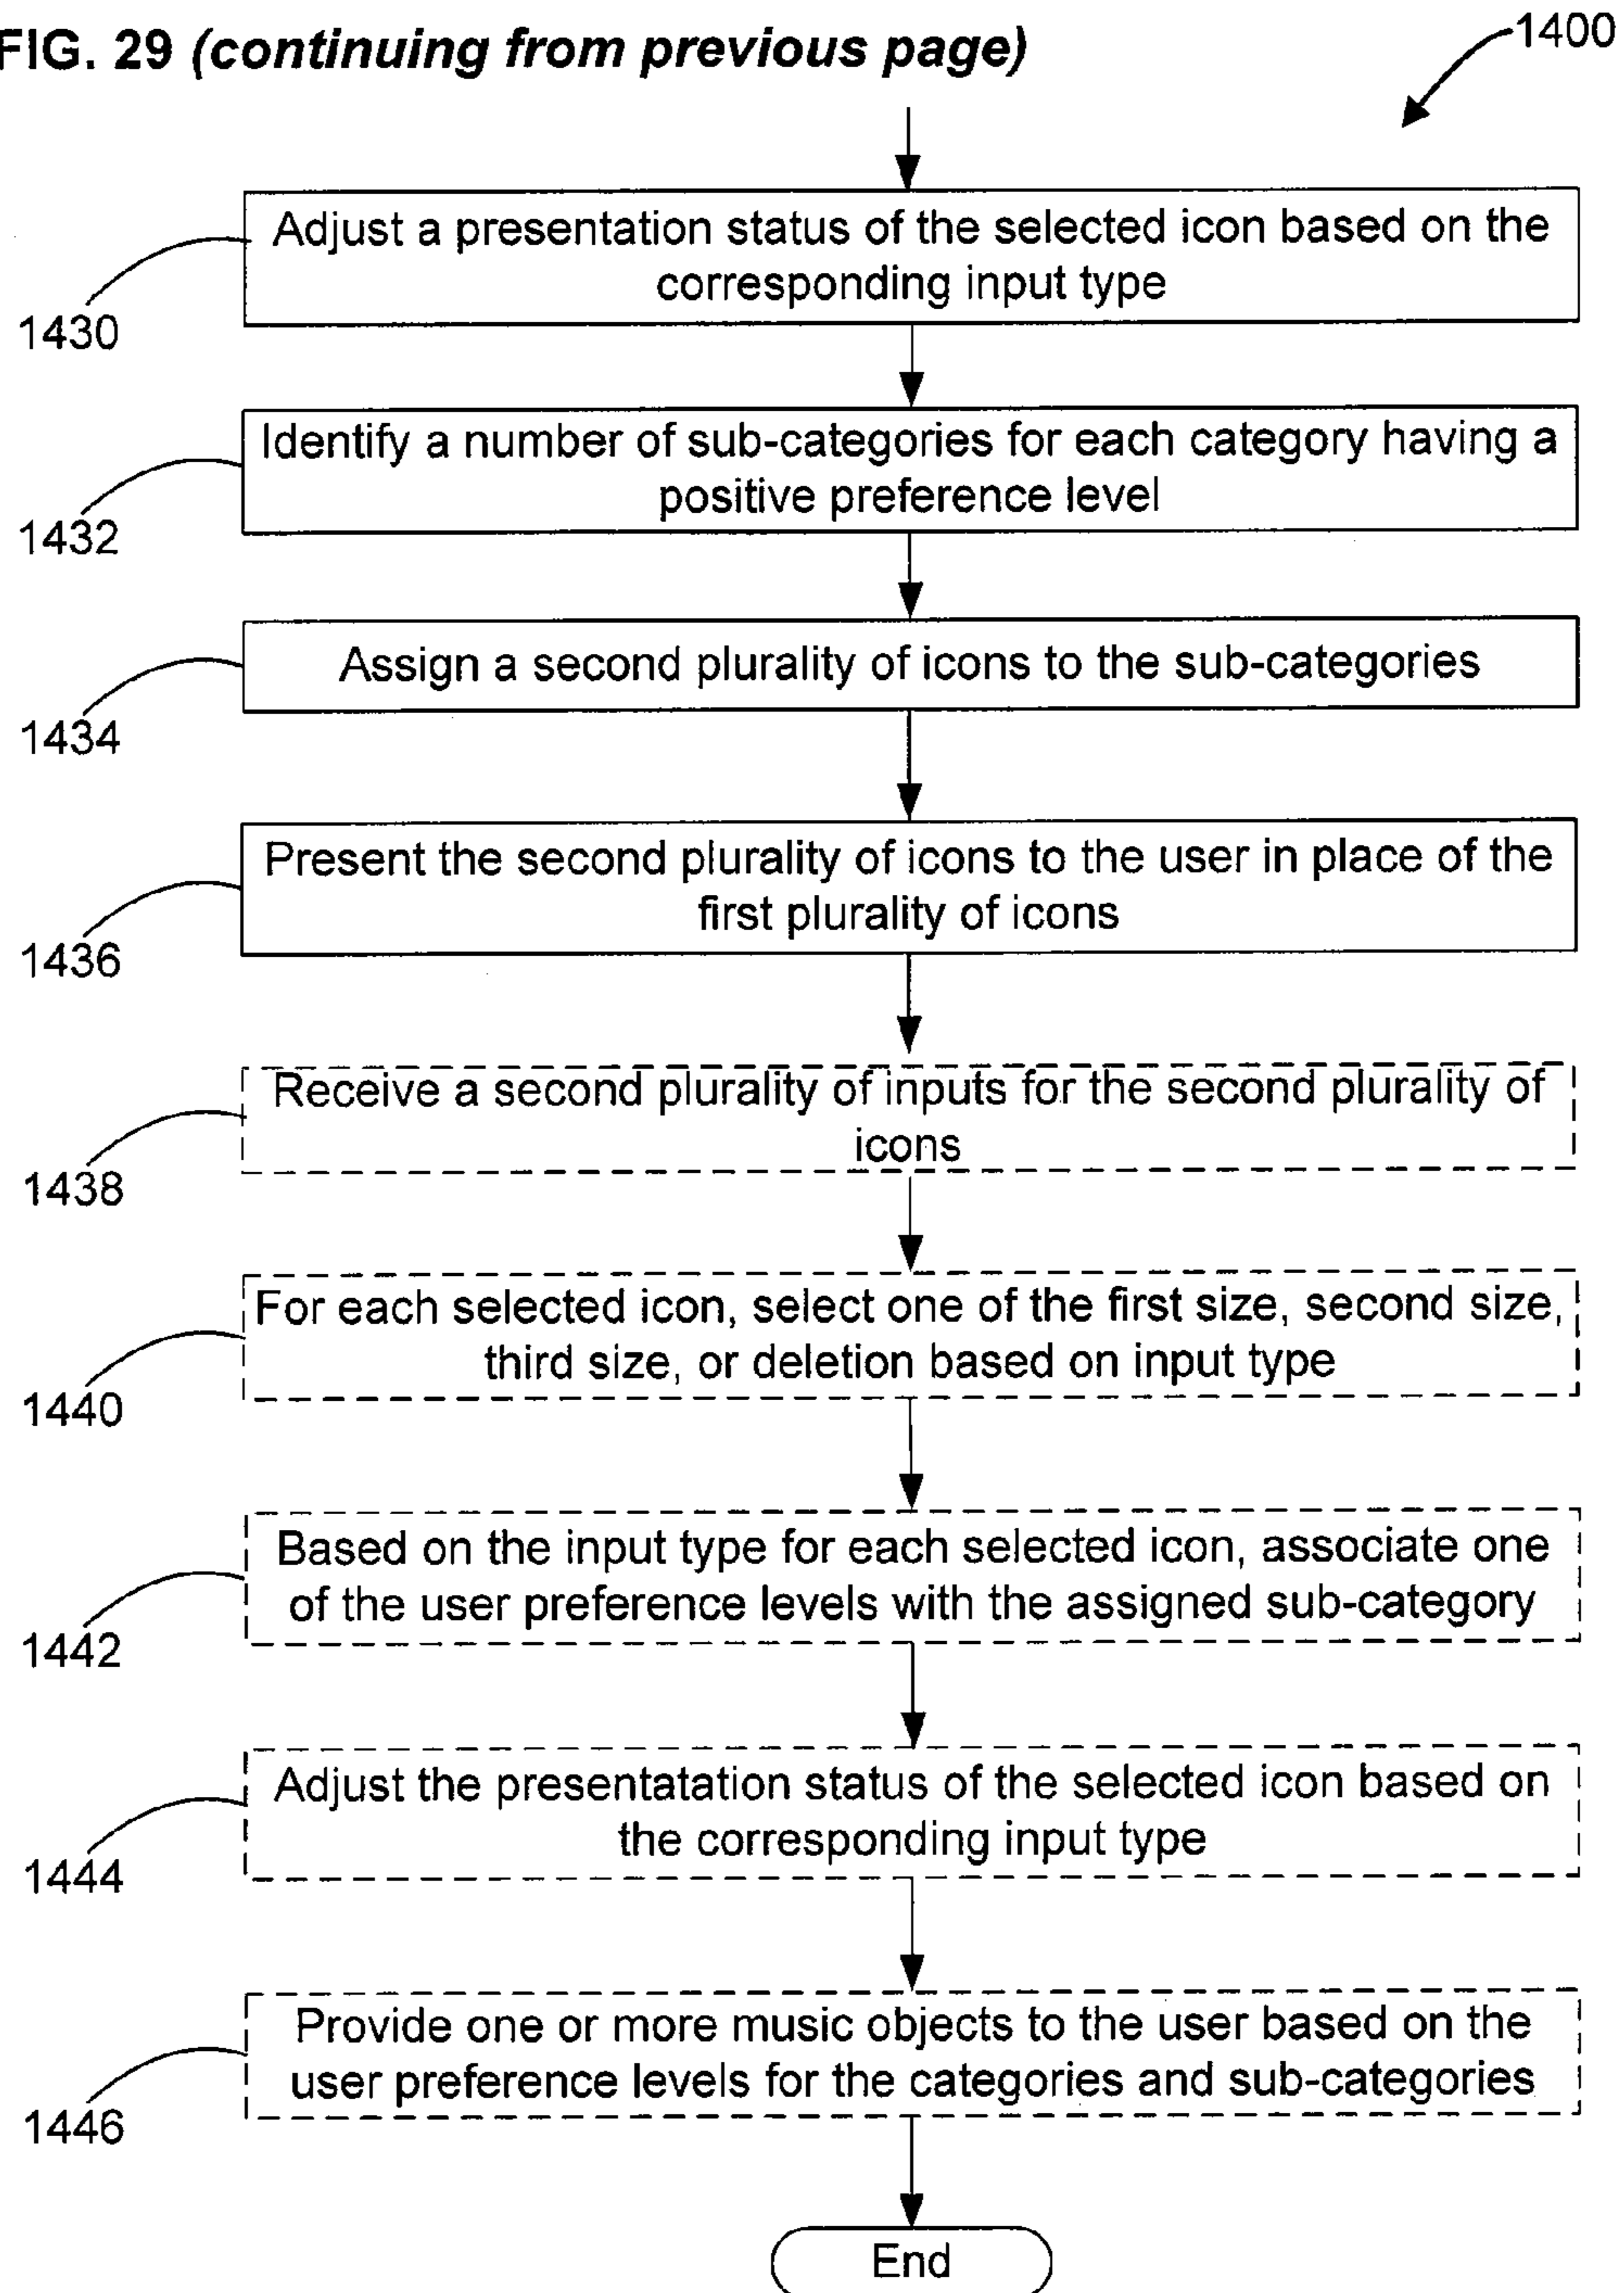 FIG. 29 (continuing from previous page)
1400
Adjust a presentation status of the selected icon based on the
corresponding input type
1430
Identify a number of sub-categories for each category having a
positive preference level
1432
Assign a second plurality of icons to the sub-categories
1434
Present the second plurality of icons to the user in place of the
first plurality of icons
1436
Receive a second plurality of inputs for the second plurality of
icons
1438
For each selected icon, select one of the first size, second size,
third size, or deletion based on input type
1440
Based on the input type for each selected icon, associate one
of the user preference levels with the assigned sub-category
1442
Adjust the presentatation status of the selected icon based on
the corresponding input type
1444
Provide one or more music objects to the user based on the
user preference levels for the categories and sub-categories
1446
End